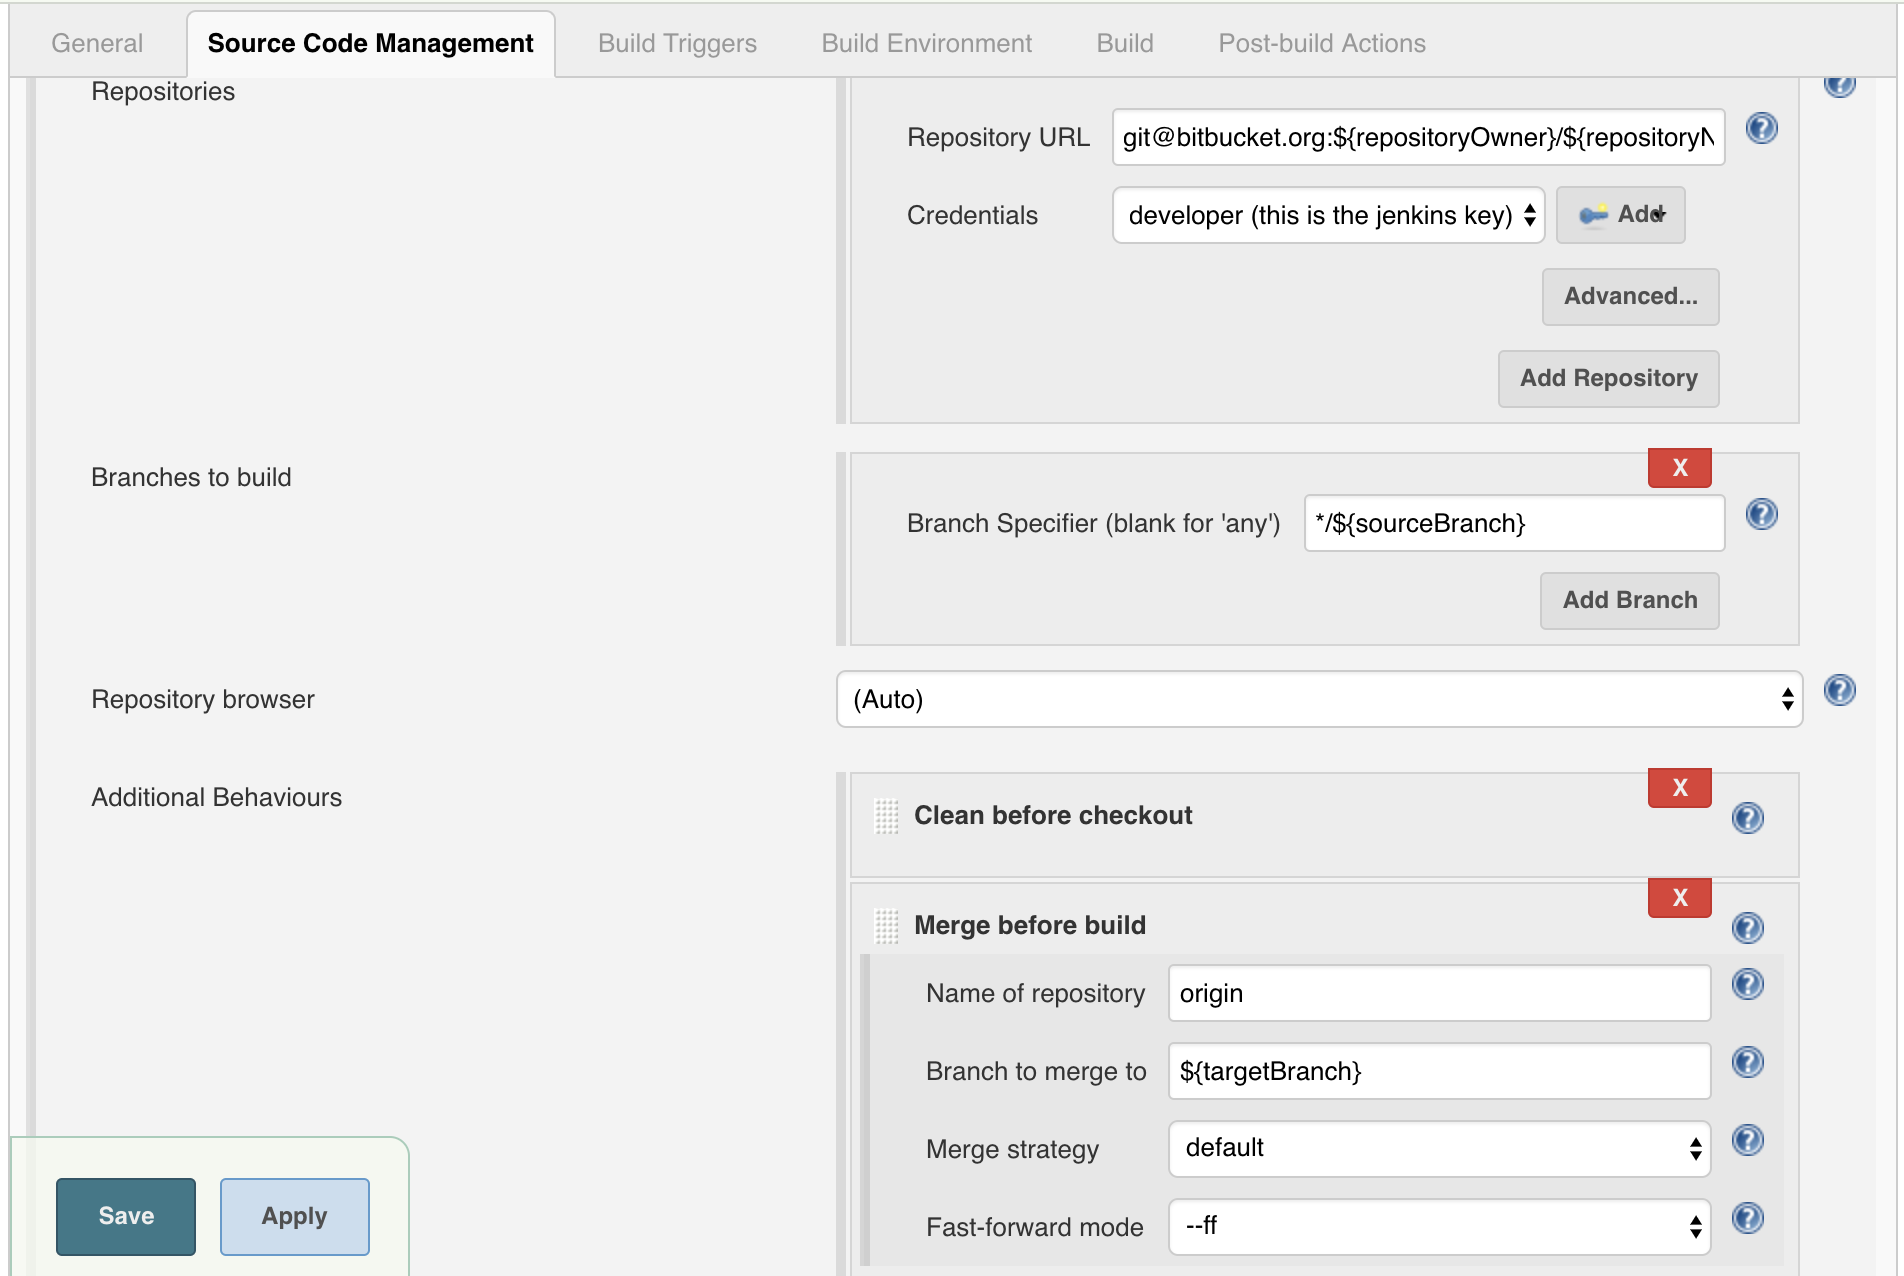 General Source Code Management Build Triggers Build Environment Build Post-build Actions
Repositories
Repository URL git@bitbucket.org:${repositoryOwner}/${repositoryN
Credentials developer (this is the jenkins key) Add
Advanced...
Add Repository
Branches to build
X
Branch Specifier (blank for 'any') */${sourceBranch}
Add Branch
Repository browser (Auto)
Additional Behaviours
X
Clean before checkout
X
Merge before build
Name of repository origin
Branch to merge to ${targetBranch}
Merge strategy default
Fast-forward mode --ff
Save Apply